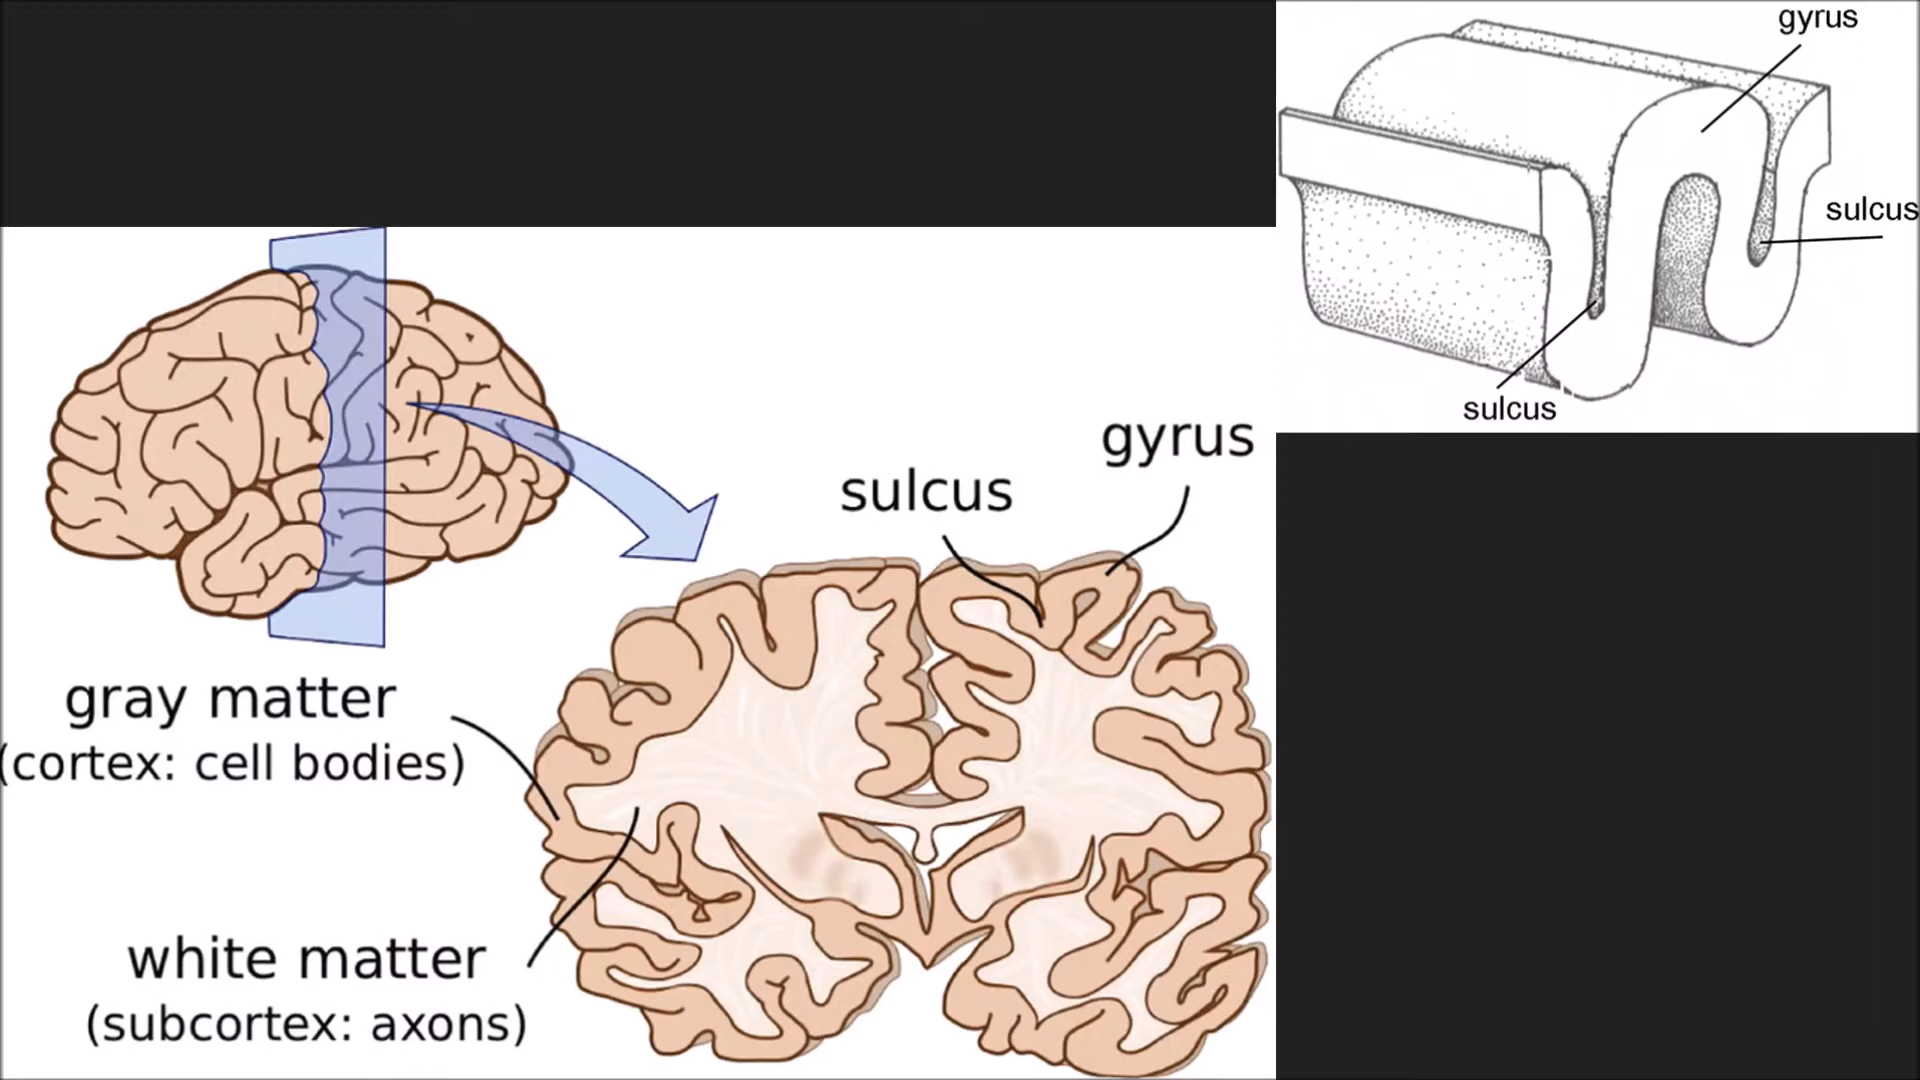 gyrus
sulcus
sulcus
gyrus
sulcus
gray matter
(cortex: cell bodies)
white matter
(subcortex: axons)